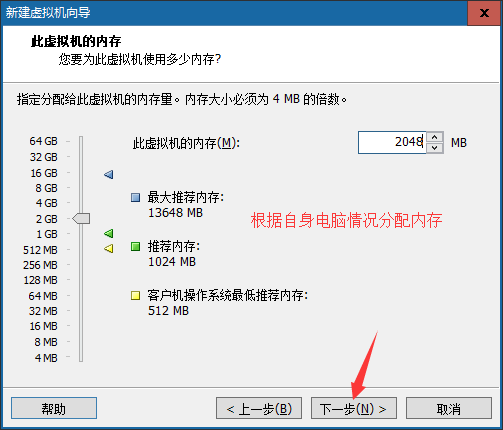 新建虚拟机向导
此虚拟机的内存
您要为此虚拟机使用多少内存?
指定分配给此虚拟机的内存量。内存大小必须为 4 MB 的倍数。
64 GB
32 GB
16 GB
8 GB
4 GB
2 GB
1 GB
512 MB
256 MB
128 MB
64 MB
32 MB
16 MB
8 MB
4 MB
此虚拟机的内存(M):
2048 MB
最大推荐内存:
13648 MB
根据自身电脑情况分配内存
推荐内存:
1024 MB
客户机操作系统最低推荐内存:
512 MB
帮助
< 上一步(B)
下一步(N) >
取消